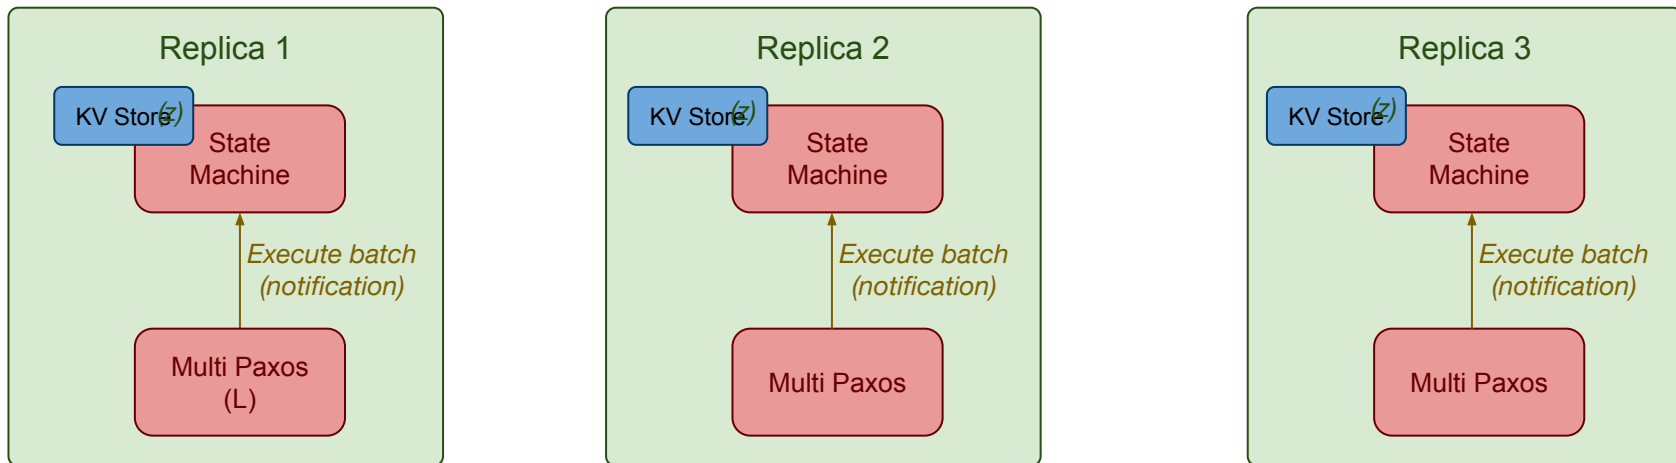 Replica 1
KV Store
(z)
State
Machine
Execute batch
(notification)
Multi Paxos
(L)
Replica 2
KV Store
(z)
State
Machine
Execute batch
(notification)
Multi Paxos
Replica 3
KV Store
(z)
State
Machine
Execute batch
(notification)
Multi Paxos